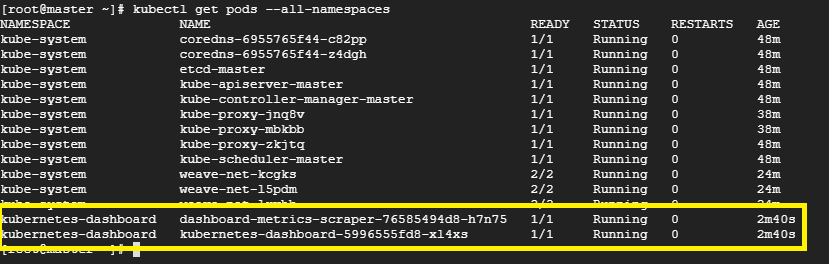 [root@master ~]# kubectl get pods --all-namespaces
NAMESPACE NAME READY STATUS RESTARTS AGE
kube-system coredns-6955765f44-c82pp 1/1 Running 0 48m
kube-system coredns-6955765f44-z4dgh 1/1 Running 0 48m
kube-system etcd-master 1/1 Running 0 48m
kube-system kube-apiserver-master 1/1 Running 0 48m
kube-system kube-controller-manager-master 1/1 Running 0 48m
kube-system kube-proxy-jnq8v 1/1 Running 0 38m
kube-system kube-proxy-mbkbb 1/1 Running 0 38m
kube-system kube-proxy-zkjtq 1/1 Running 0 48m
kube-system kube-scheduler-master 1/1 Running 0 48m
kube-system weave-net-kcgks 2/2 Running 0 24m
kube-system weave-net-l5pdm 2/2 Running 0 24m
kube-system 2/2 Running 0 24m
kubernetes-dashboard dashboard-metrics-scraper-76585494d8-h7n75 1/1 Running 0 2m40s
kubernetes-dashboard kubernetes-dashboard-5996555fd8-xl4xs 1/1 Running 0 2m40s
[root@master ~]#